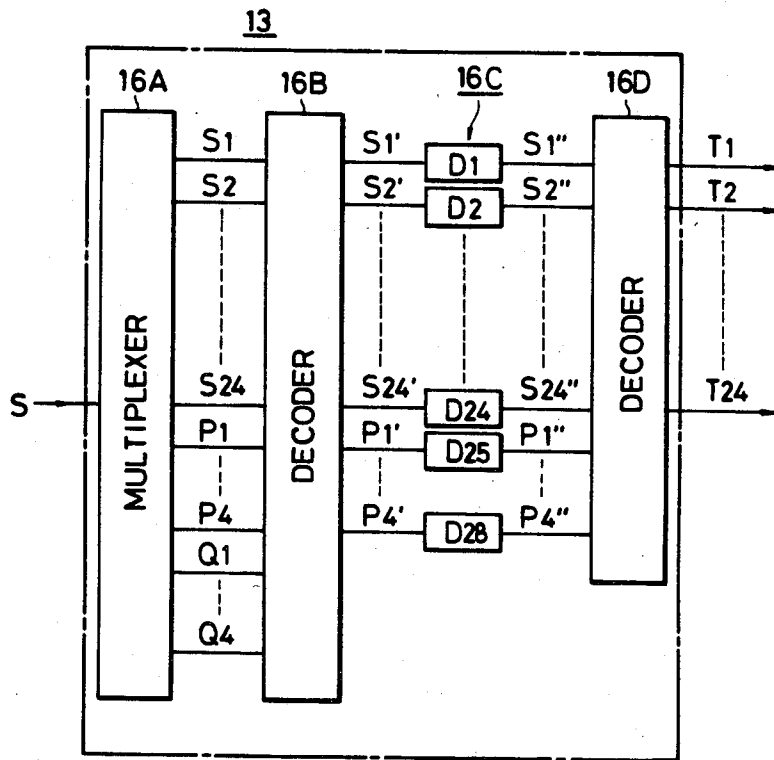 13
16A 16B 16C 16D
S1 S1' D1 S1" T1
S2 S2' D2 S2" T2
S
MULTIPLEXER
DECODER
DECODER
S24 S24' D24 S24" T24
P1 P1' D25 P1"
P4 P4' D28 P4"
Q1
Q4